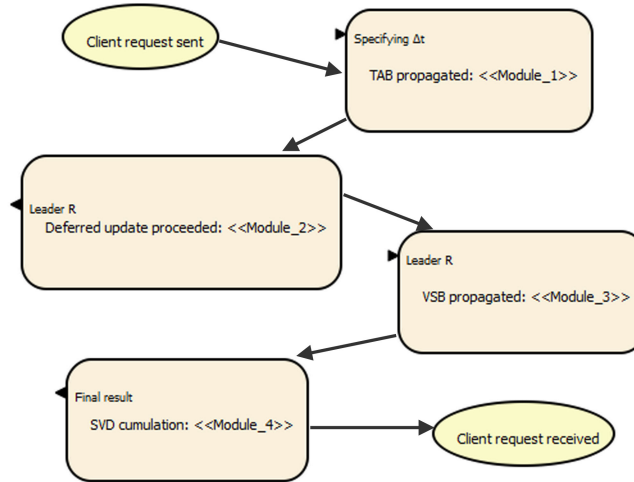 Client request sent
Specifying Δt
TAB propagated: <<Module_1>>
Leader R
Deferred update proceeded: <<Module_2>>
Leader R
VSB propagated: <<Module_3>>
Final result
SVD cumulation: <<Module_4>>
Client request received